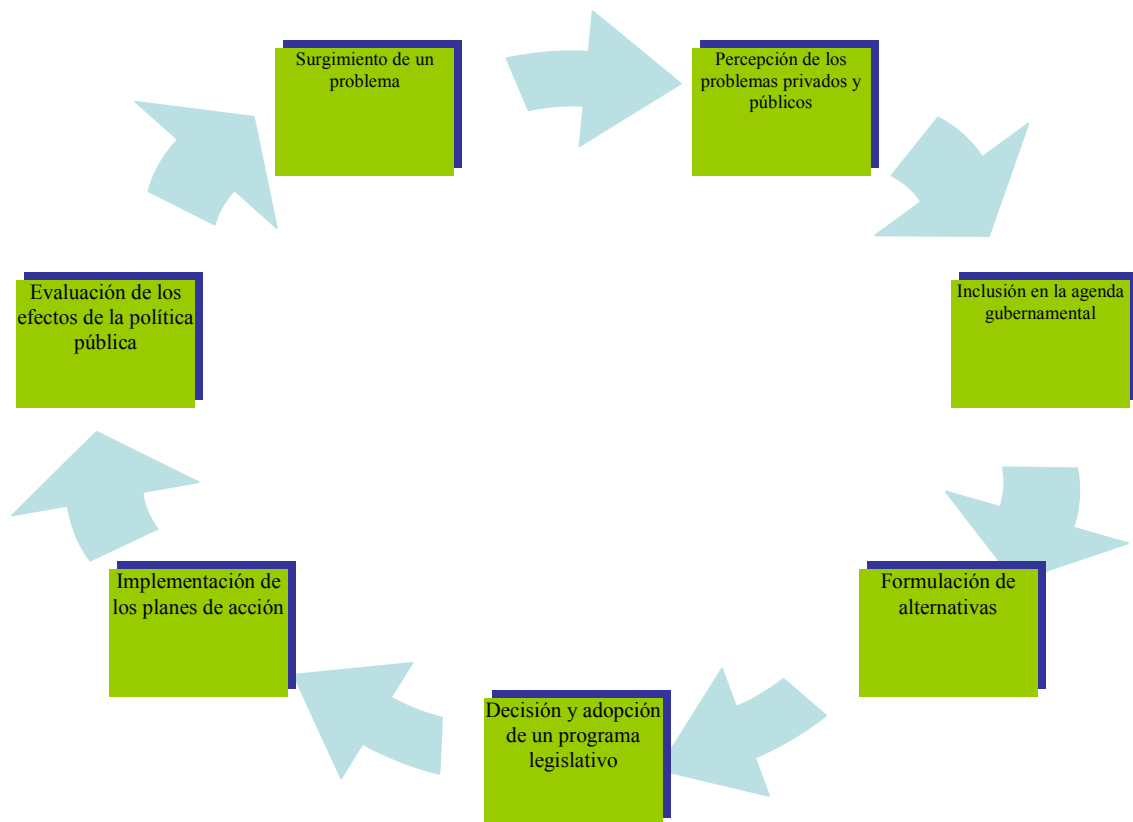 Surgimiento de un
problema
Percepción de los
problemas privados y
públicos
Inclusión en la agenda
gubernamental
Formulación de
alternativas
Decisión y adopción
de un programa
legislativo
Implementación de
los planes de acción
Evaluación de los
efectos de la política
pública